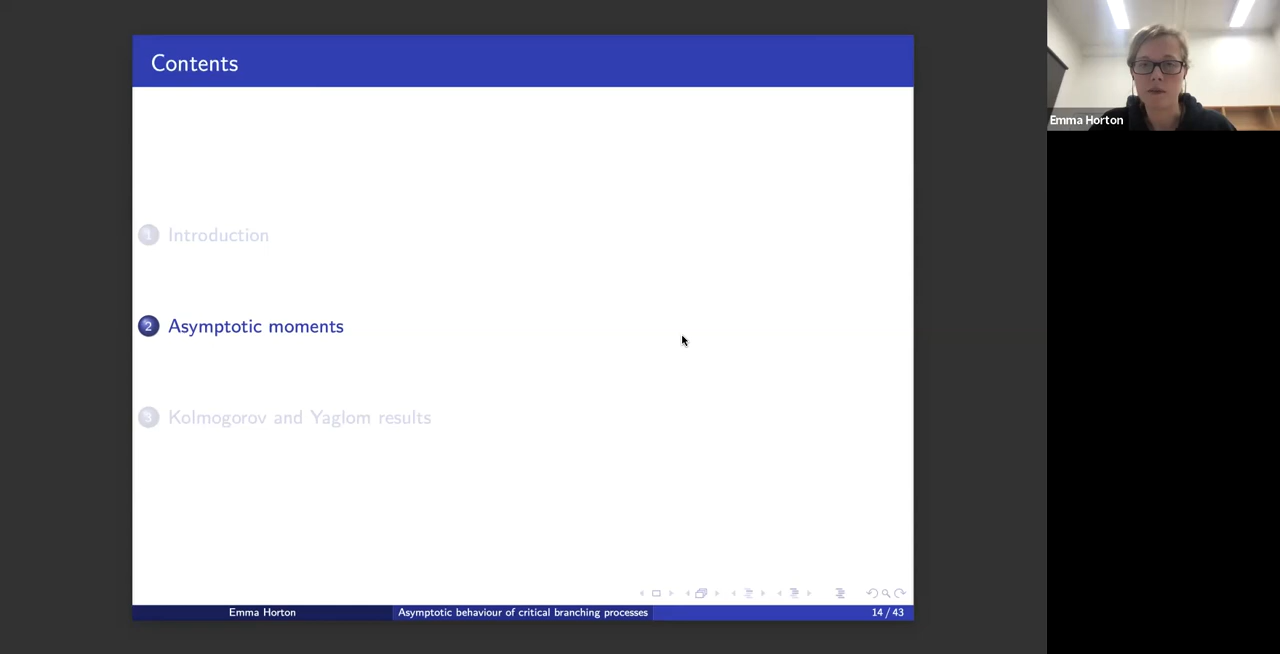 Contents
1 Introduction
2 Asymptotic moments
3 Kolmogorov and Yaglom results
Emma Horton
Asymptotic behaviour of critical branching processes
14 / 43
Emma Horton